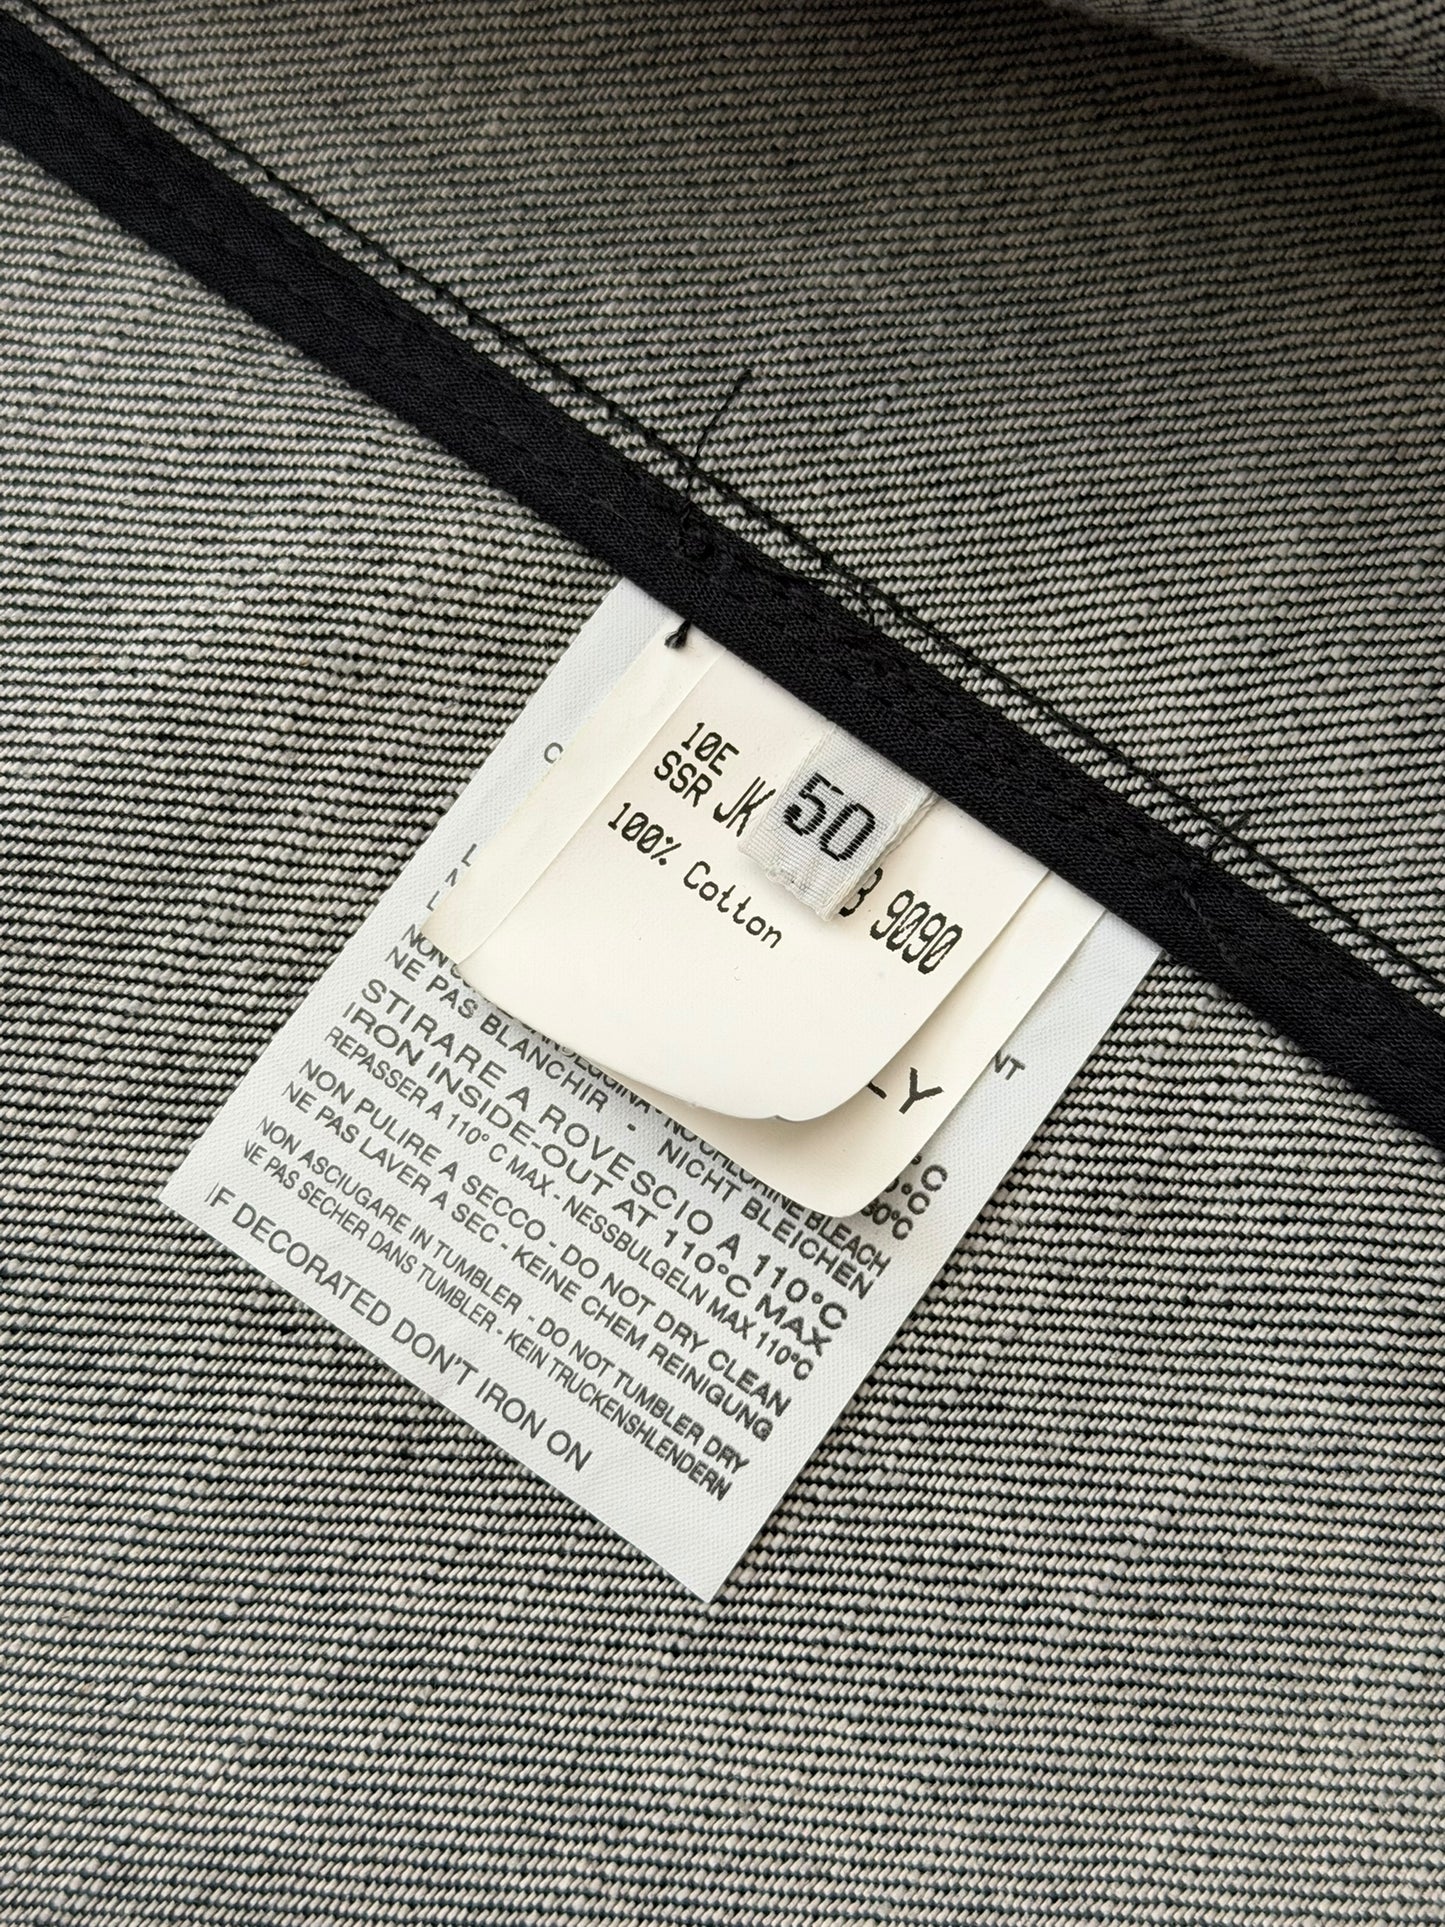 10E
SSR JK 3 9090
50
100% Cotton
LY
NT
NE PAS BLANCHIR - NICHT BLEICHEN
STIRARE A ROVESCIO A 110°C
IRON INSIDE-OUT AT 110°C MAX
REPASSER A 110° C MAX - NESSBULGELN MAX 110°C
NON PULIRE A SECCO - DO NOT DRY CLEAN
NE PAS LAVER A SEC - KEINE CHEM REINIGUNG
NON ASCIUGARE IN TUMBLER - DO NOT TUMBLER DRY
NE PAS SECHER DANS TUMBLER - KEIN TRUCKENSHLENDERN
IF DECORATED DON'T IRON ON